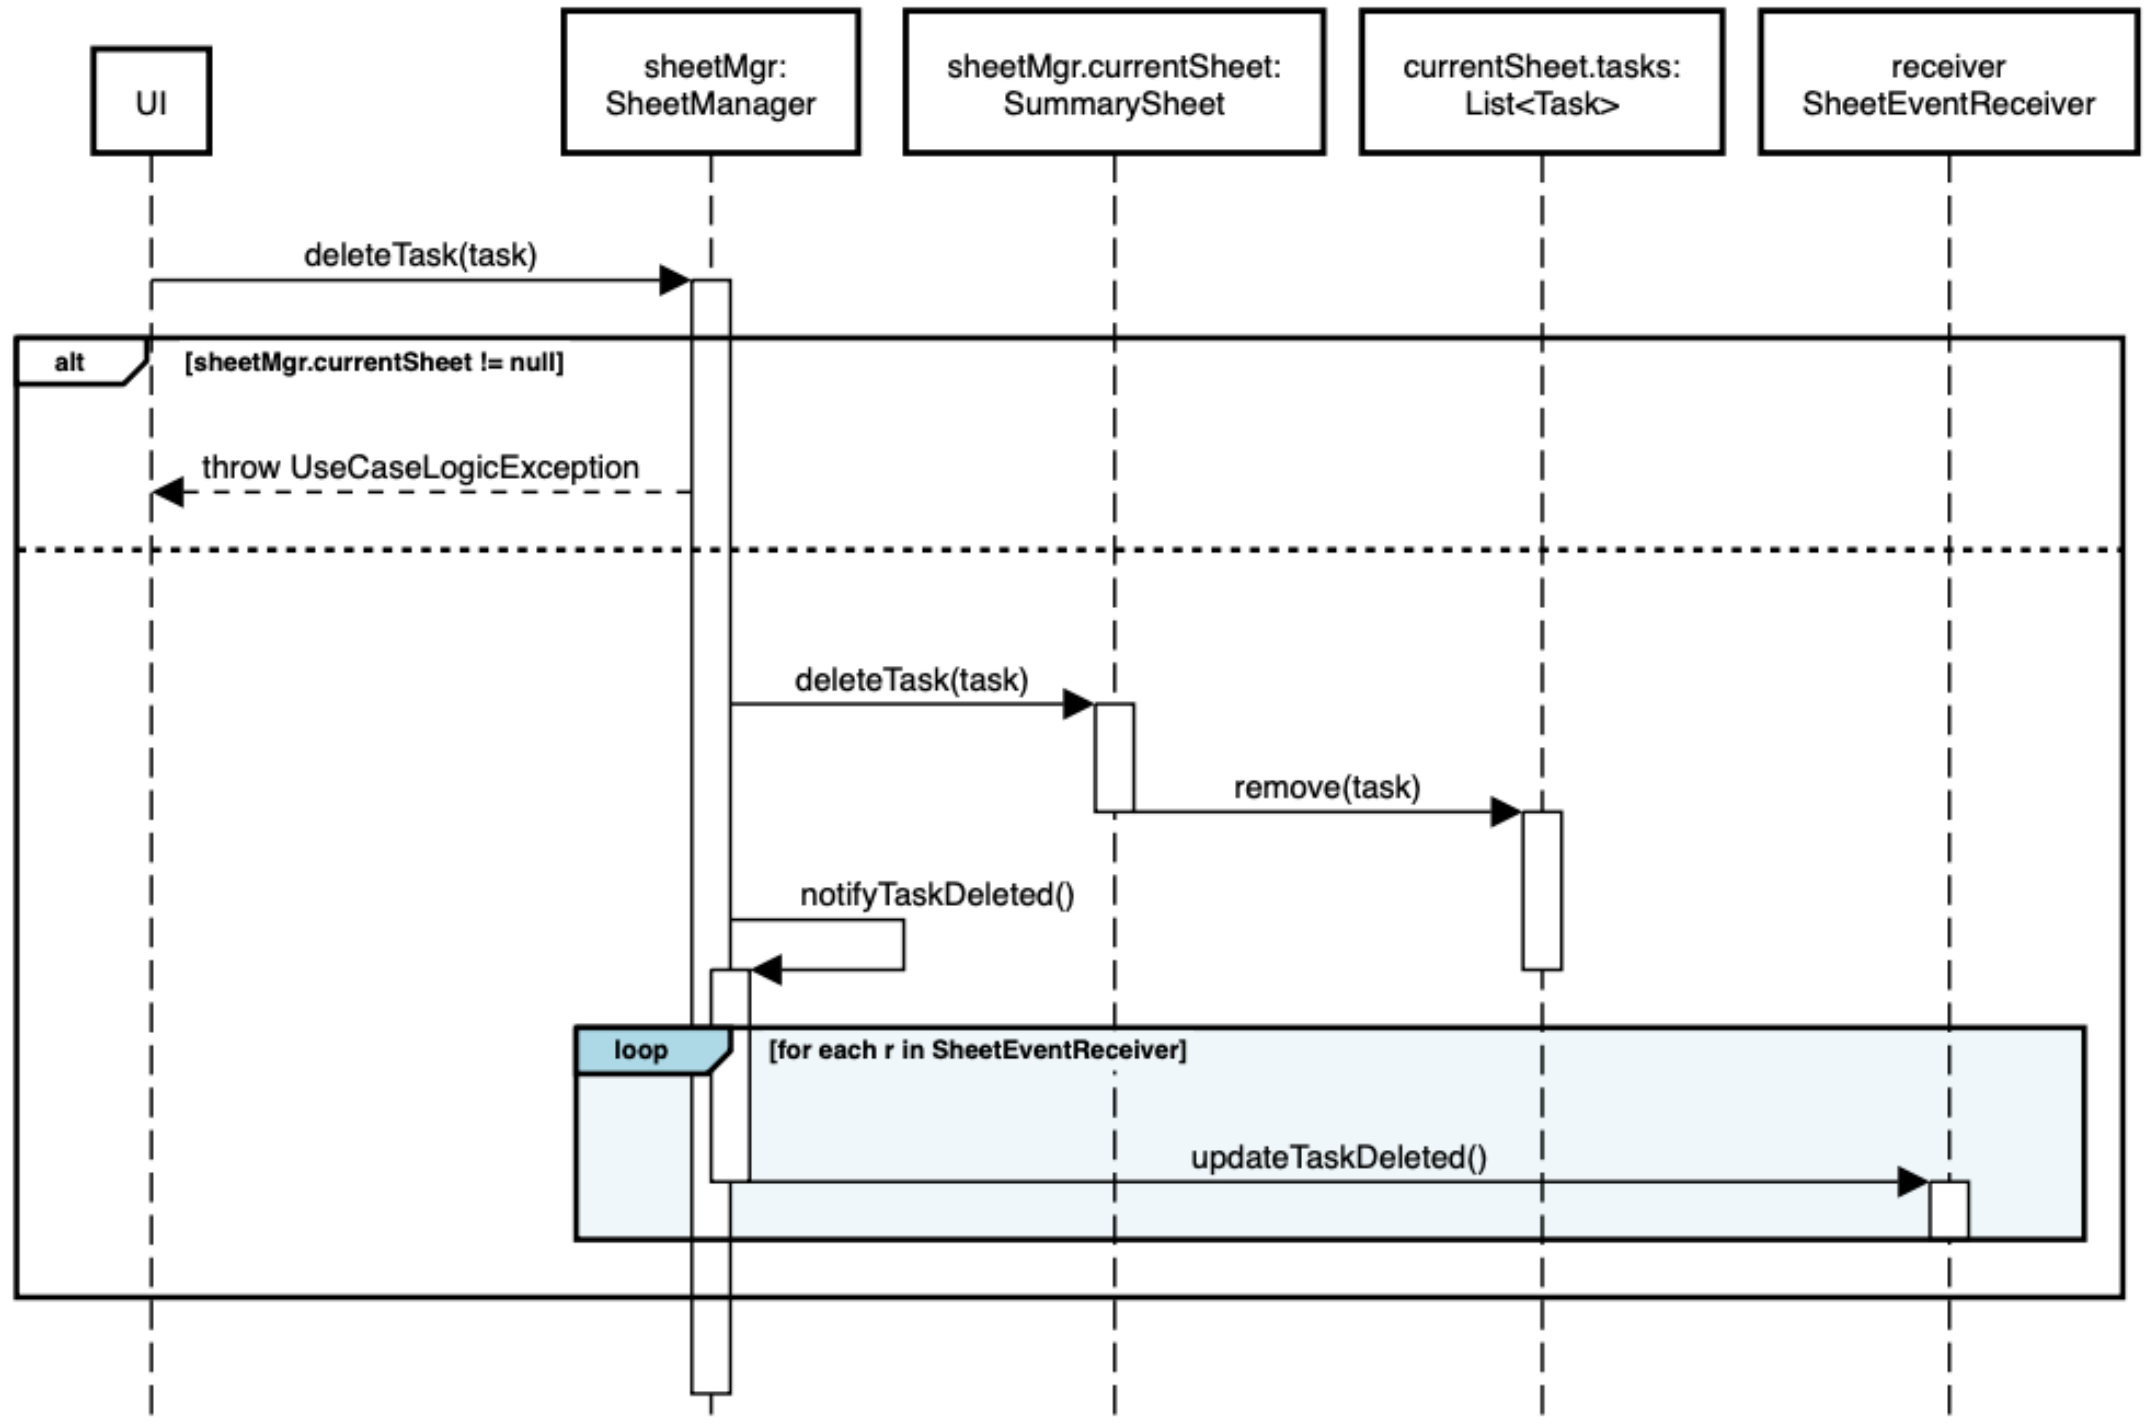 UI
sheetMgr:
SheetManager
sheetMgr.currentSheet:
SummarySheet
currentSheet.tasks:
List<Task>
receiver
SheetEventReceiver
deleteTask(task)
alt
[sheetMgr.currentSheet != null]
throw UseCaseLogicException
deleteTask(task)
remove(task)
notifyTaskDeleted()
loop
[for each r in SheetEventReceiver]
updateTaskDeleted()